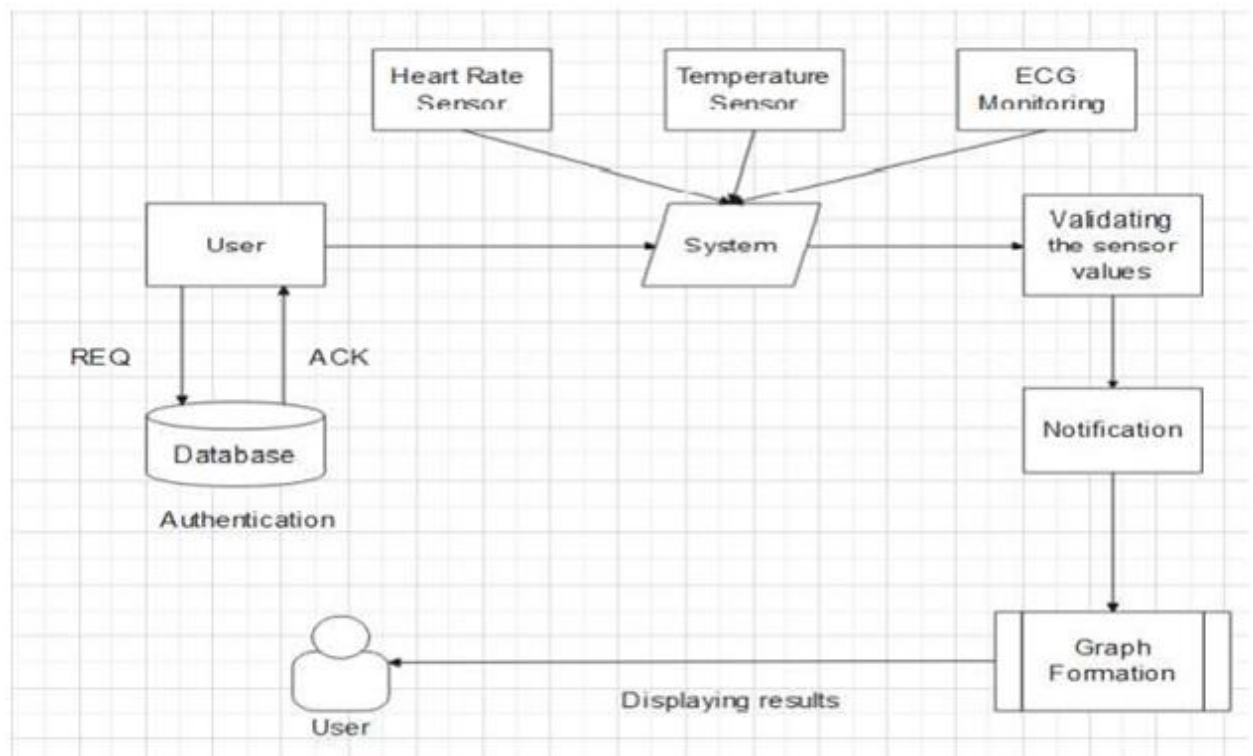 Heart Rate
Sensor
Temperature
Sensor
ECG
Monitoring
User
System
Validating
the sensor
values
REQ
ACK
Database
Authentication
Notification
Graph
Formation
Displaying results
User